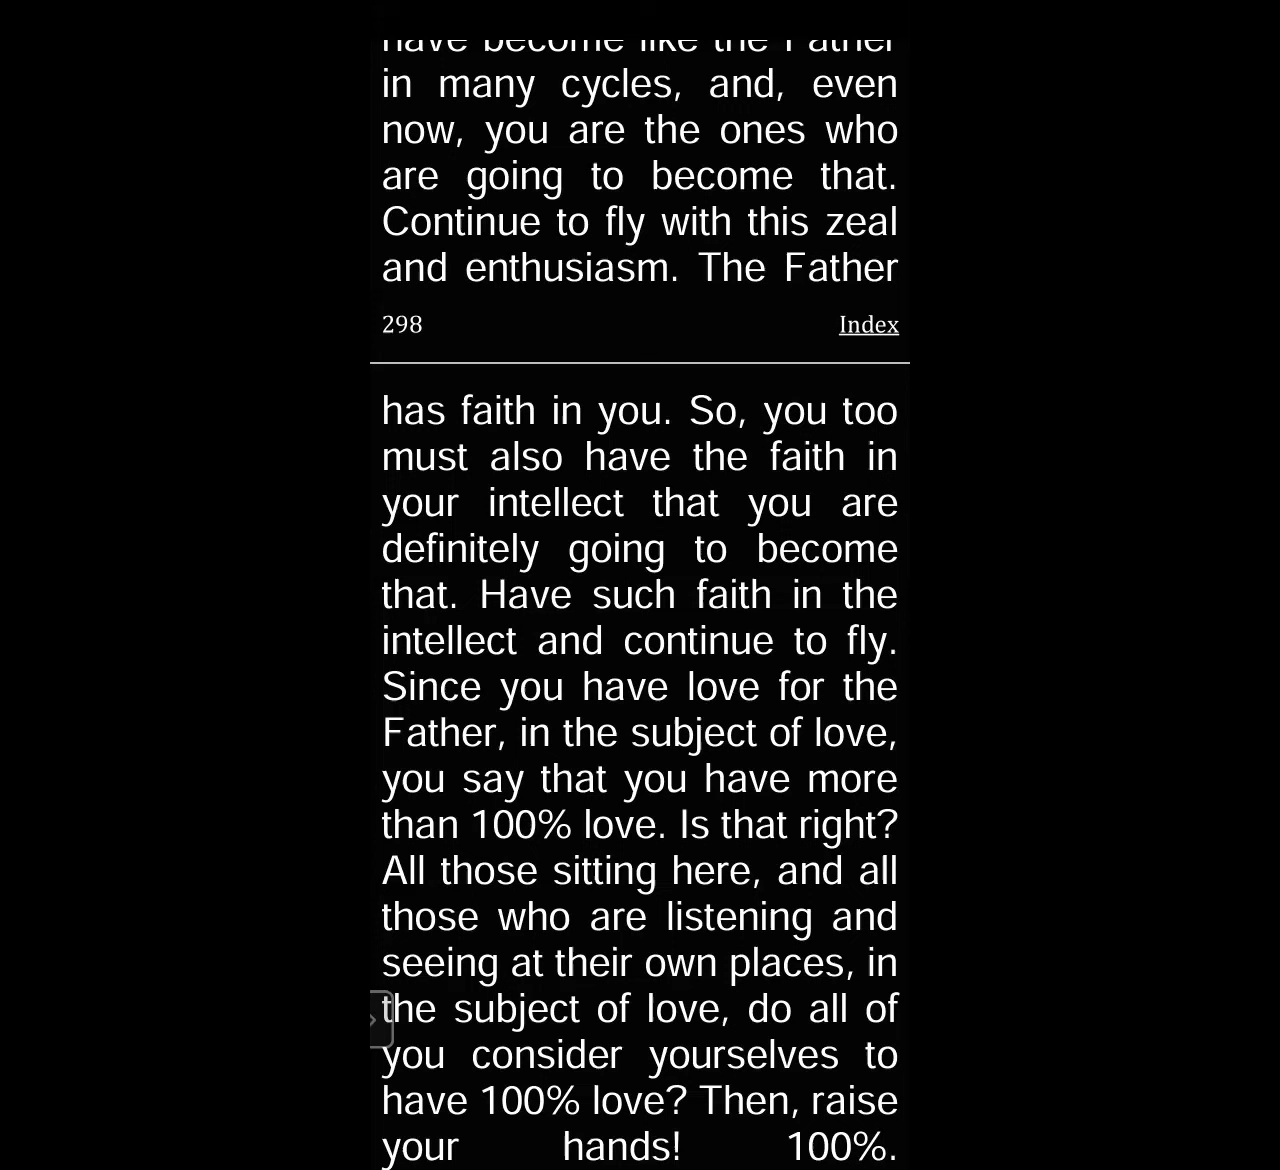 have become like the Father
in many cycles, and, even
now, you are the ones who
are going to become that.
Continue to fly with this zeal
and enthusiasm. The Father
298 Index
has faith in you. So, you too
must also have the faith in
your intellect that you are
definitely going to become
that. Have such faith in the
intellect and continue to fly.
Since you have love for the
Father, in the subject of love,
you say that you have more
than 100% love. Is that right?
All those sitting here, and all
those who are listening and
seeing at their own places, in
the subject of love, do all of
you consider yourselves to
have 100% love? Then, raise
your hands! 100%.